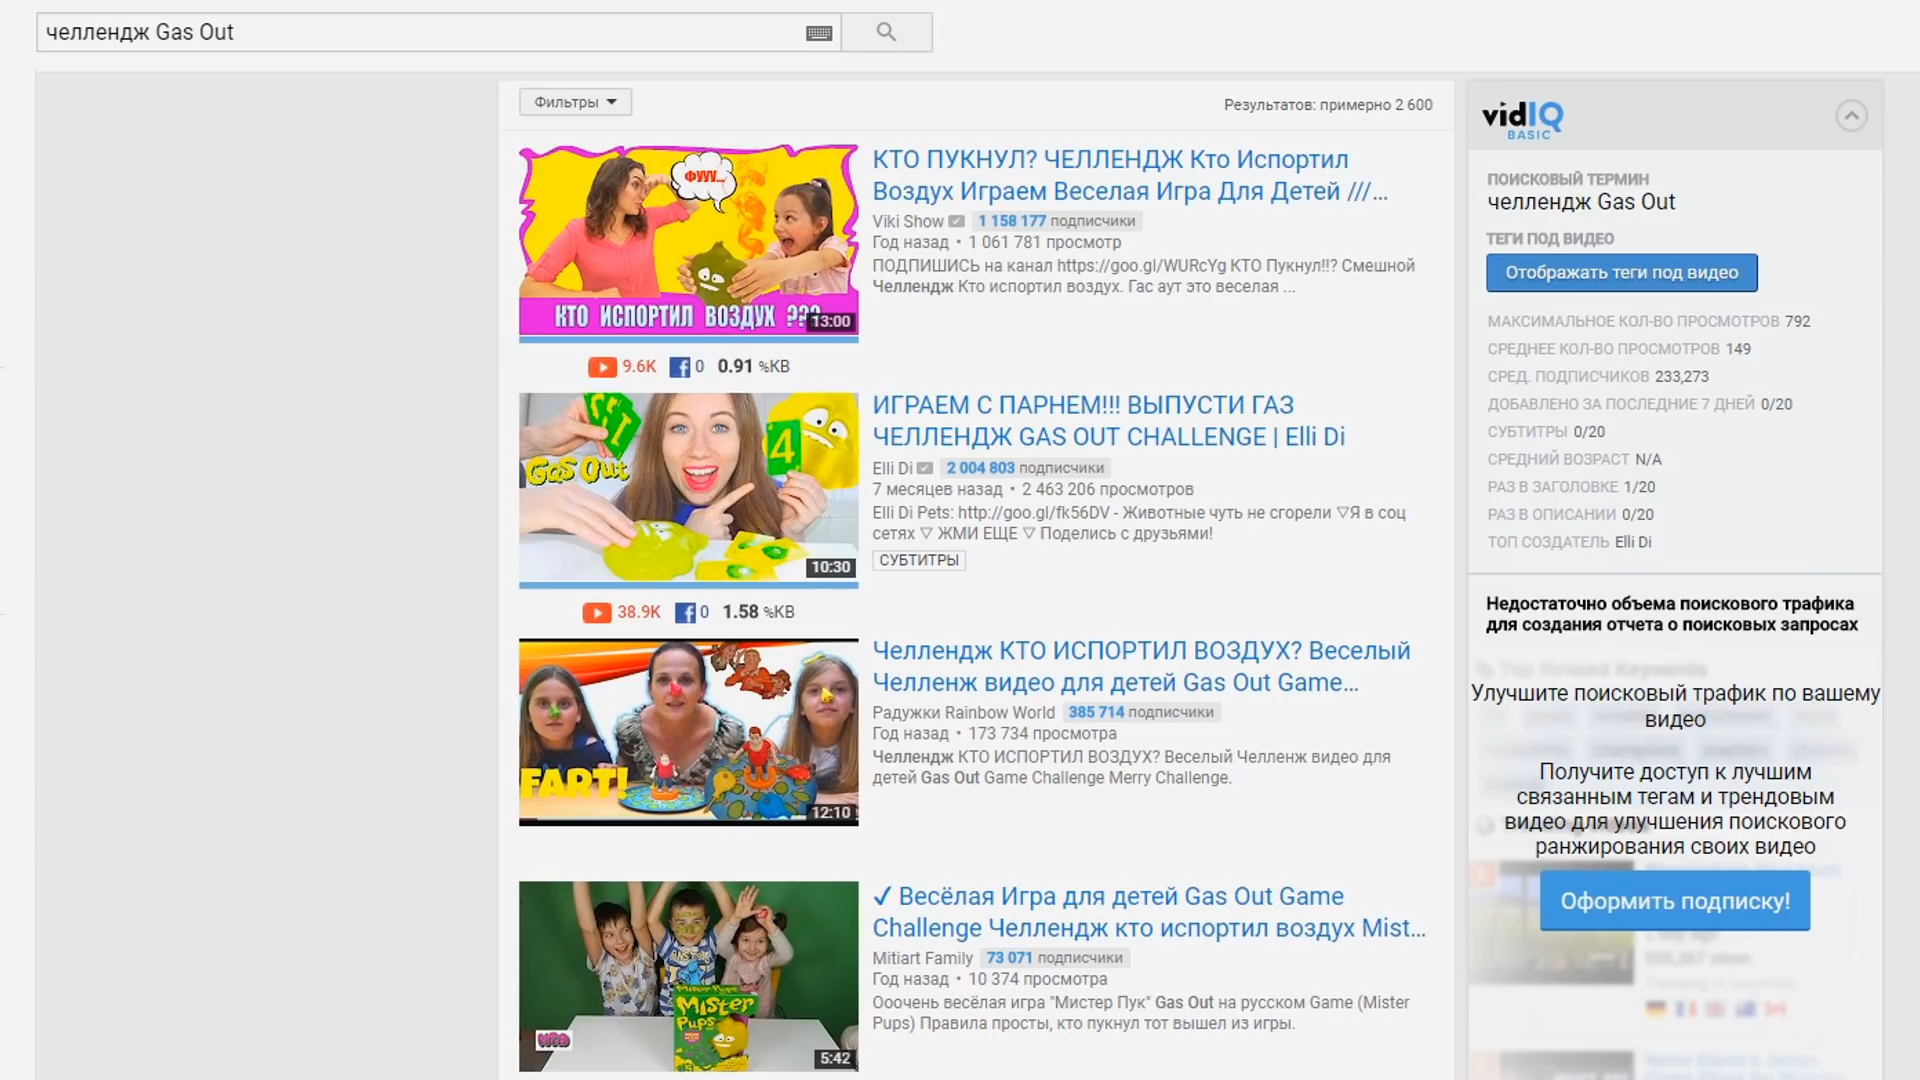 челлендж Gas Out
Фильтры
Результатов: примерно 2 600
ФУУУ...
КТО ИСПОРТИЛ ВОЗДУХ ???
13:00
КТО ПУКНУЛ? ЧЕЛЛЕНДЖ Кто Испортил
Воздух Играем Веселая Игра Для Детей ///...
Viki Show 1 158 177 подписчики
Год назад • 1 061 781 просмотр
ПОДПИШИСЬ на канал https://goo.gl/WURcYg КТО Пукнул!!? Смешной
Челлендж Кто испортил воздух. Гас аут это веселая ...
9.6K 0 0.91 %КВ
Gas Out
4
10:30
ИГРАЕМ С ПАРНЕМ!!! ВЫПУСТИ ГАЗ
ЧЕЛЛЕНДЖ GAS OUT CHALLENGE | Elli Di
Elli Di 2 004 803 подписчики
7 месяцев назад • 2 463 206 просмотров
Elli Di Pets: http://goo.gl/fk56DV - Животные чуть не сгорели ▽Я в соц
сетях ▽ ЖМИ ЕЩЕ ▽ Поделись с друзьями!
СУБТИТРЫ
38.9K 0 1.58 %КВ
FART!
12:10
Челлендж КТО ИСПОРТИЛ ВОЗДУХ? Веселый
Челленж видео для детей Gas Out Game...
Радужки Rainbow World 385 714 подписчики
Год назад • 173 734 просмотра
Челлендж КТО ИСПОРТИЛ ВОЗДУХ? Веселый Челленж видео для
детей Gas Out Game Challenge Merry Challenge.
Mister
Pups
5:42
✓ Весёлая Игра для детей Gas Out Game
Challenge Челлендж кто испортил воздух Mist...
Mitiart Family 73 071 подписчики
Год назад • 10 374 просмотра
Ооочень весёлая игра "Мистер Пук" Gas Out на русском Game (Mister
Pups) Правила просты, кто пукнул тот вышел из игры.
vidIQ
BASIC
ПОИСКОВЫЙ ТЕРМИН
челлендж Gas Out
ТЕГИ ПОД ВИДЕО
Отображать теги под видео
МАКСИМАЛЬНОЕ КОЛ-ВО ПРОСМОТРОВ 792
СРЕДНЕЕ КОЛ-ВО ПРОСМОТРОВ 149
СРЕД. ПОДПИСЧИКОВ 233,273
ДОБАВЛЕНО ЗА ПОСЛЕДНИЕ 7 ДНЕЙ 0/20
СУБТИТРЫ 0/20
СРЕДНИЙ ВОЗРАСТ N/A
РАЗ В ЗАГОЛОВКЕ 1/20
РАЗ В ОПИСАНИИ 0/20
ТОП СОЗДАТЕЛЬ Elli Di
Недостаточно объема поискового трафика
для создания отчета о поисковых запросах
Top Related Keywords
Улучшите поисковый трафик по вашему
видео
Получите доступ к лучшим
связанным тегам и трендовым
видео для улучшения поискового
ранжирования своих видео
Оформить подписку!